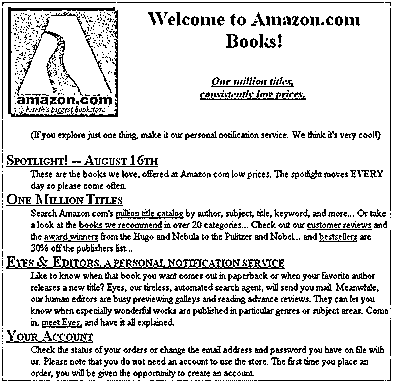 Welcome to Amazon.com
Books!
amazon.com
Earth's biggest bookstore
One million titles,
consistently low prices.
(If you explore just one thing, make it our personal notification service. We think it's very cool!)
SPOTLIGHT! -- AUGUST 16TH
These are the books we love, offered at Amazon.com low prices. The spotlight moves EVERY
day so please come often.
ONE MILLION TITLES
Search Amazon.com's million title catalog by author, subject, title, keyword, and more... Or take
a look at the books we recommend in over 20 categories... Check out our customer reviews and
the award winners from the Hugo and Nebula to the Pulitzer and Nobel... and bestsellers are
30% off the publishers list...
EYES & EDITORS, A PERSONAL NOTIFICATION SERVICE
Like to know when that book you want comes out in paperback or when your favorite author
releases a new title? Eyes, our tireless, automated search agent, will send you mail. Meanwhile,
our human editors are busy previewing galleys and reading advance reviews. They can let you
know when especially wonderful works are published in particular genres or subject areas. Come
in, meet Eyes, and have it all explained.
YOUR ACCOUNT
Check the status of your orders or change the email address and password you have on file with
us. Please note that you do not need an account to use the store. The first time you place an
order, you will be given the opportunity to create an account.